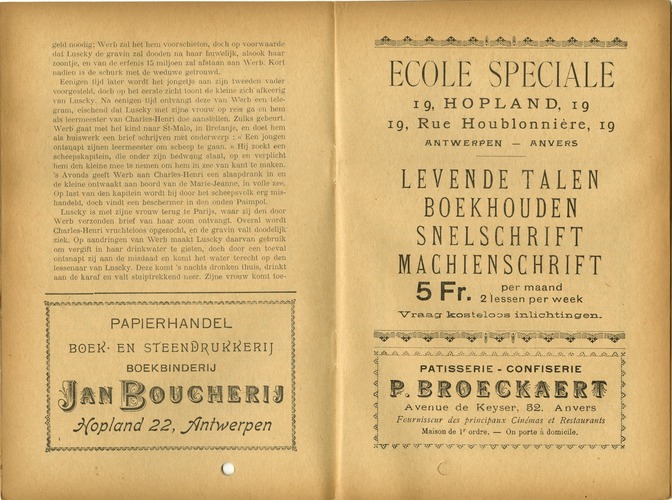 geld noodig; Werb zal het hem voorschieten, doch op voorwaarde
dat Luscky de gravin zal dooden na haar huwelijk, alsook haar
zoontje, en van de erfenis 15 millioen zal afstaan aan Werb. Kort
nadien is de schurk met de weduwe getrouwd.
Eenigen tijd later wordt het jongetje aan zijn tweeden vader
voorgesteld, doch op het eerste zicht toont de kleine zich afkeerig
van Luscky. Na eenigen tijd ontvangt deze van Werb een tele-
gram, eischend dat Luscky met zijne vrouw op reis ga en hem
als leermeester van Charles-Henri doe aanstellen. Zulks gebeurt.
Werb gaat met het kind naar St-Malo, in Bretanje, en doet hem
als huiswerk een brief schrijven met onderwerp : « Een jongen
ontsnapt zijnen leermeester om scheep te gaan. » Hij zoekt een
scheepskapitein, die onder zijn bedwang staat, op en verplicht
hem den kleine mee te nemen om hem in zee van kant te maken.
's Avonds geeft Werb aan Charles-Henri een slaapdrank in en
de kleine ontwaakt aan boord van de Marie-Jeanne, in volle zee.
Op last van den kapitein wordt hij door het scheepsvolk erg mis-
handeld, doch vindt een beschermer in den ouden Paimpol.
Luscky is met zijne vrouw terug te Parijs, waar zij den door
Werb verzonden brief van haar zoon ontvangt. Overal wordt
Charles-Henri vruchteloos opgezocht, en de gravin valt doodelijk
ziek. Op aandringen van Werb maakt Luscky daarvan gebruik
om vergift in haar drinkwater te gieten, doch door een toeval
ontsnapt zij aan de misdaad en komt het water terecht op den
lessenaar van Luscky. Deze komt 's nachts dronken thuis, drinkt
aan de karaf en valt stuiptrekkend neer. Zijne vrouw komt toe-
PAPIERHANDEL
BOEK- EN STEENDRUKKERIJ
BOEKBINDERIJ
JAN BOUCHERIJ
Hopland 22, Antwerpen
ECOLE SPECIALE
19, HOPLAND, 19
19, Rue Houblonnière, 19
ANTWERPEN — ANVERS
LEVENDE TALEN
BOEKHOUDEN
SNELSCHRIFT
MACHIENSCHRIFT
5 Fr. per maand
2 lessen per week
Vraag kosteloos inlichtingen.
PATISSERIE - CONFISERIE
P. BROECKAERT
Avenue de Keyser, 52. Anvers
Fournisseur des principaux Cinémas et Restaurants
Maison de 1r ordre. — On porte à domicile.